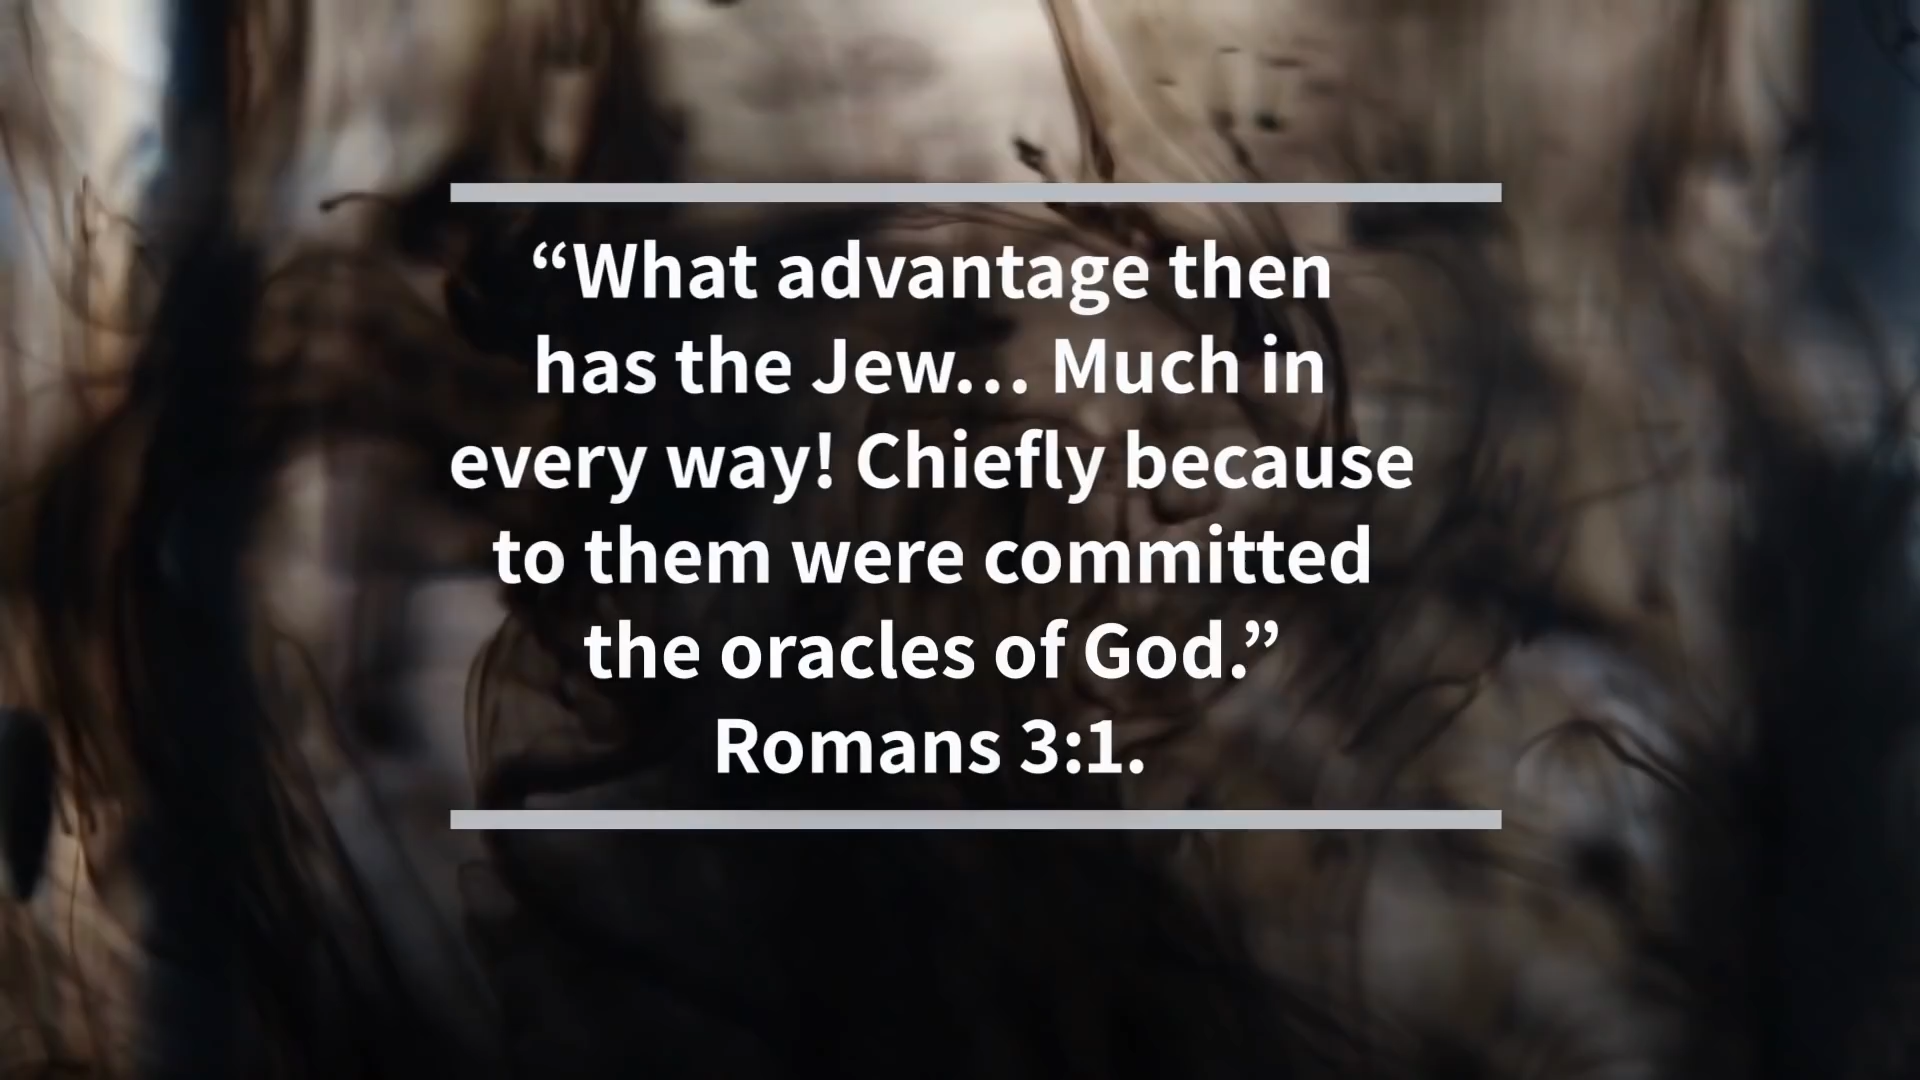 “What advantage then
has the Jew… Much in
every way! Chiefly because
to them were committed
the oracles of God.”
Romans 3:1.